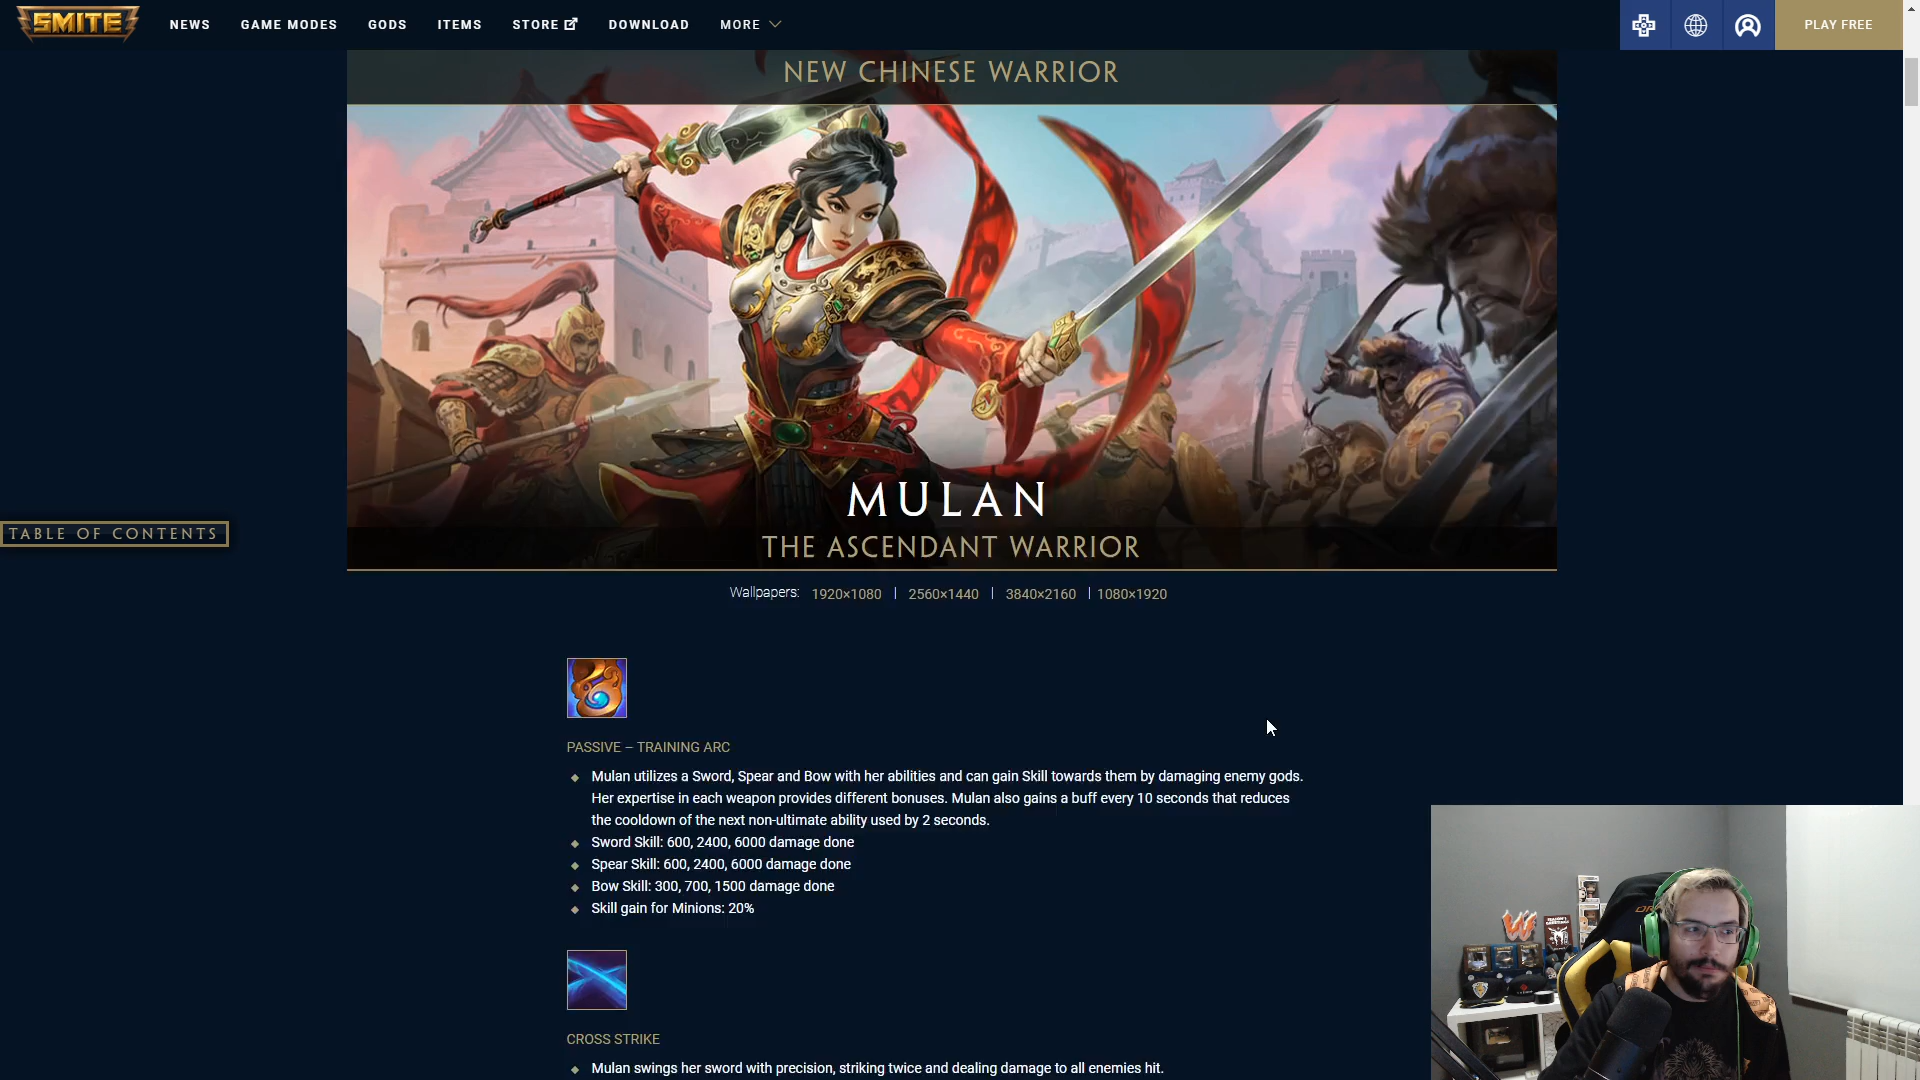 SMITE
NEWS GAME MODES GODS ITEMS STORE DOWNLOAD MORE
PLAY FREE
NEW CHINESE WARRIOR
MULAN
THE ASCENDANT WARRIOR
TABLE OF CONTENTS
Wallpapers: 1920×1080 | 2560×1440 | 3840×2160 | 1080×1920
PASSIVE – TRAINING ARC
Mulan utilizes a Sword, Spear and Bow with her abilities and can gain Skill towards them by damaging enemy gods.
Her expertise in each weapon provides different bonuses. Mulan also gains a buff every 10 seconds that reduces
the cooldown of the next non-ultimate ability used by 2 seconds.
Sword Skill: 600, 2400, 6000 damage done
Spear Skill: 600, 2400, 6000 damage done
Bow Skill: 300, 700, 1500 damage done
Skill gain for Minions: 20%
CROSS STRIKE
Mulan swings her sword with precision, striking twice and dealing damage to all enemies hit.